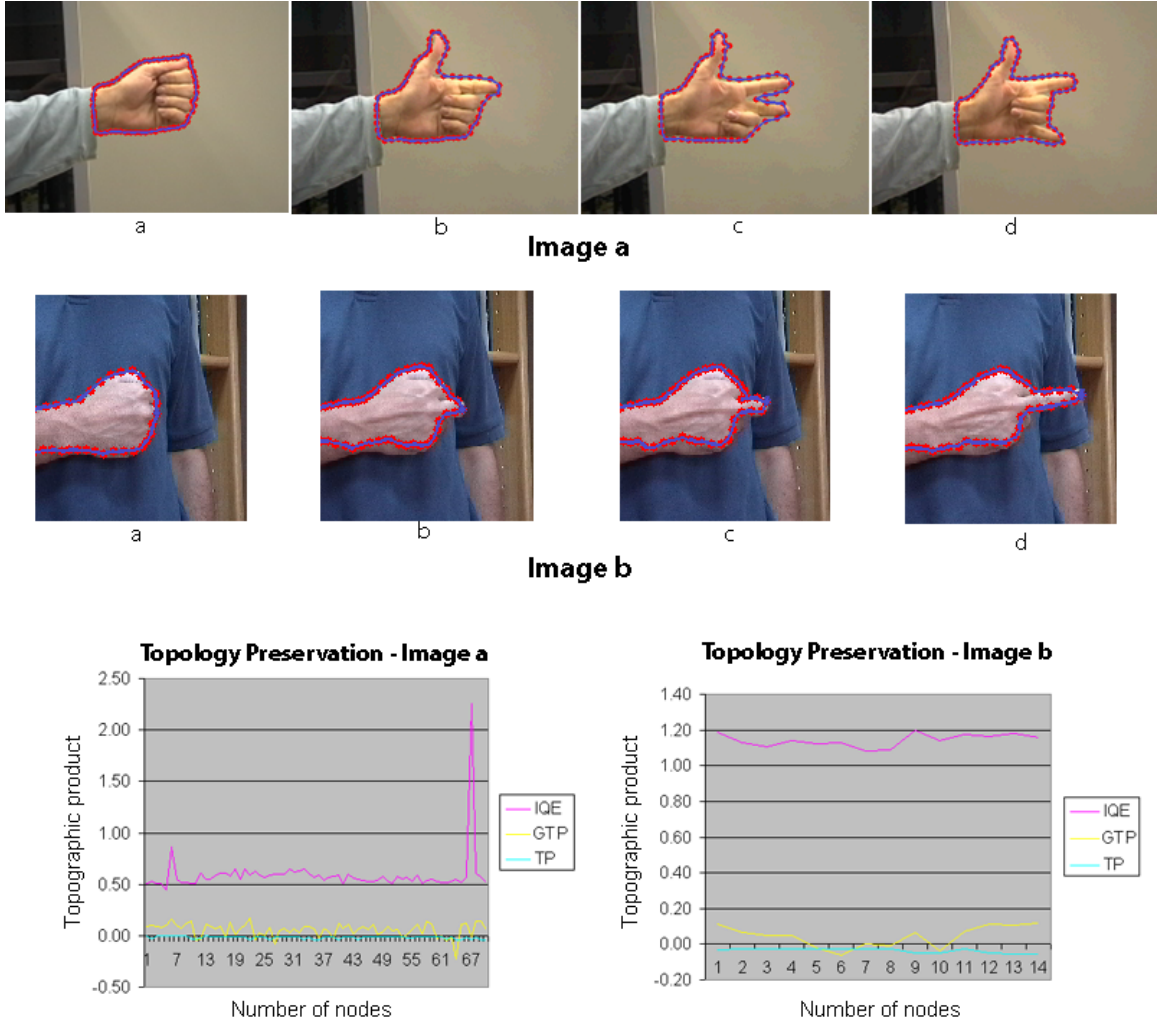 a b c d
Image a
a b c d
Image b
Topology Preservation - Image a
2.50
2.00
1.50
1.00
0.50
0.00
-0.50
Topographic product
1 7 13 19 25 31 37 43 49 55 61 67
Number of nodes
IQE
GTP
TP
Topology Preservation - Image b
1.40
1.20
1.00
0.80
0.60
0.40
0.20
0.00
-0.20
Topographic product
1 2 3 4 5 6 7 8 9 10 11 12 13 14
Number of nodes
IQE
GTP
TP